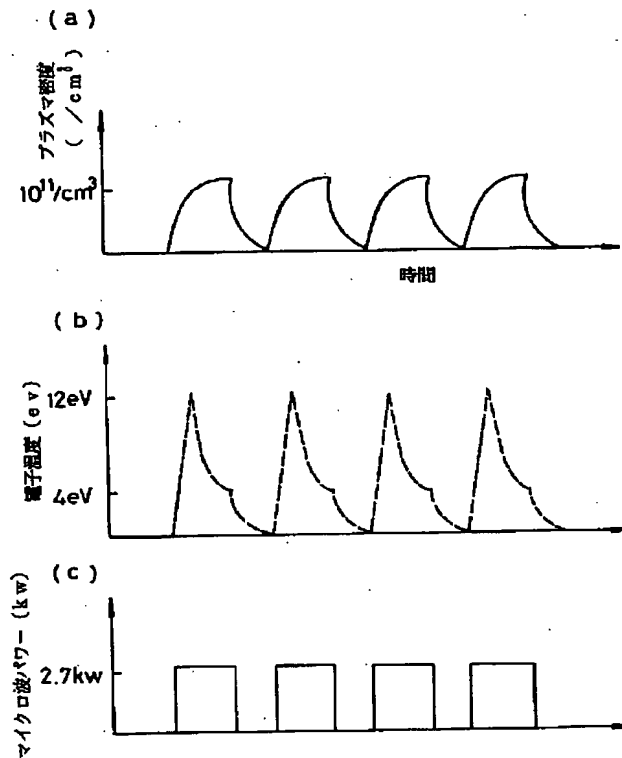 (a)
プラズマ密度
( /cm³)
10¹¹/cm³
時間
(b)
電子温度(ev)
12eV
4eV
(c)
マイクロ波パワー(kw)
2.7kw